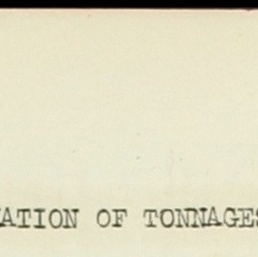 ATION OF TONNAGES